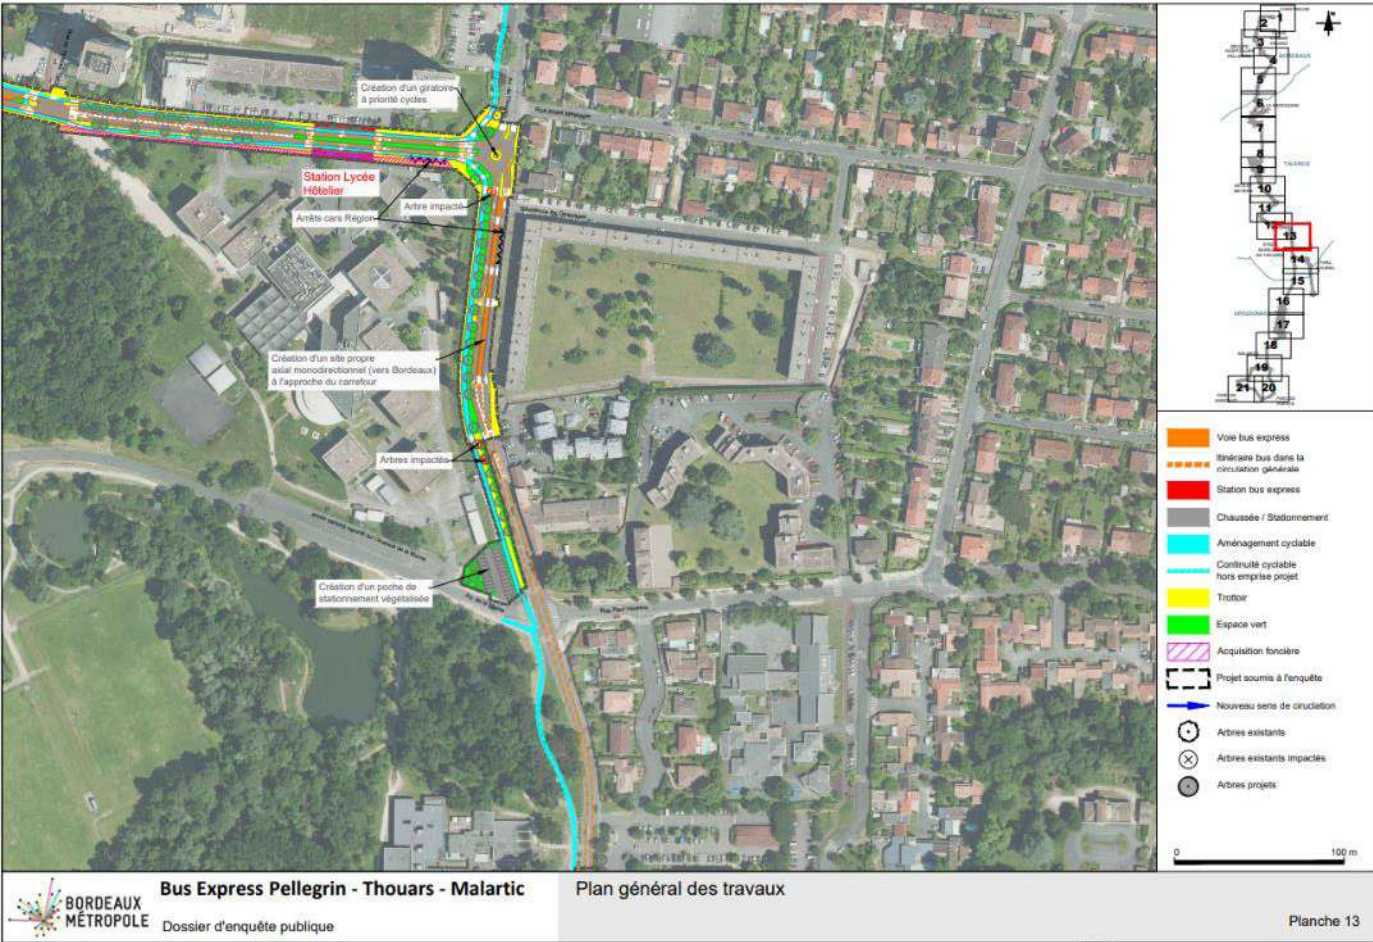 Création d'un giratoire
à priorité cycles
Station Lycée
Hôtelier
Arbre impacté
Arrêts cars Région
Création d'un site propre
axial monodirectionnel (vers Bordeaux)
à l'approche du carrefour
Arbres impactés
Création d'un poche de
stationnement végétalisée
1
2
3
4
5
6
7
8
9
10
11
12
13
14
15
16
17
18
19
21
20
BORDEAUX
TALENCE
Voie bus express
Itinéraire bus dans la
circulation générale
Station bus express
Chaussée / Stationnement
Aménagement cyclable
Continuité cyclable
hors emprise projet
Trottoir
Espace vert
Acquisition foncière
Projet soumis à l'enquête
Nouveau sens de ciruclation
Arbres existants
Arbres existants impactés
Arbres projets
0
100 m
BORDEAUX
MÉTROPOLE
Bus Express Pellegrin - Thouars - Malartic
Dossier d'enquête publique
Plan général des travaux
Planche 13